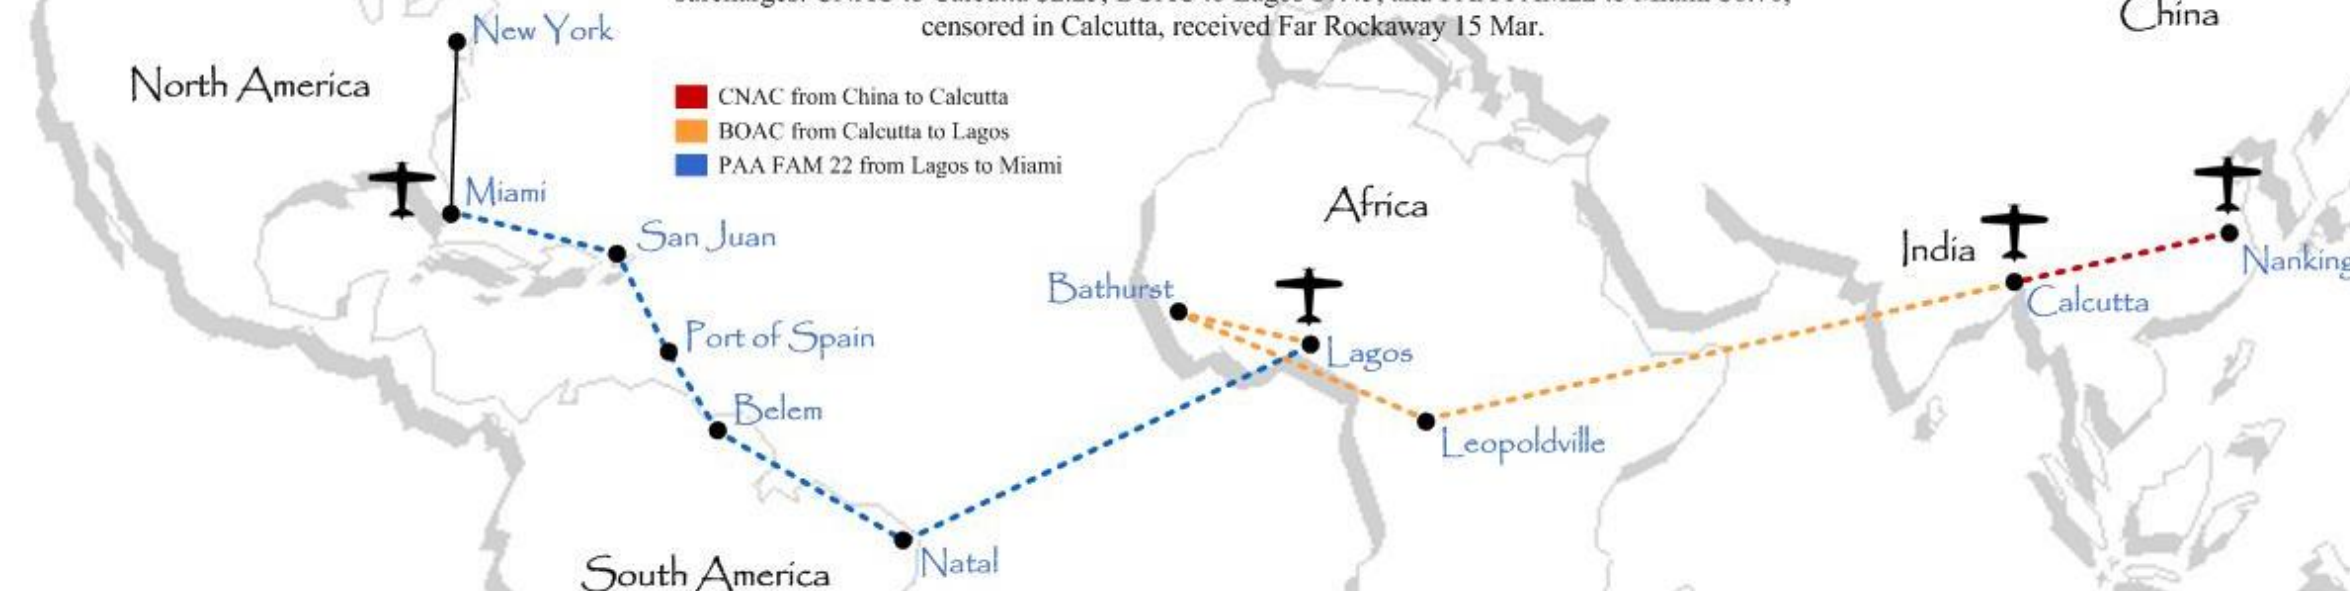 censored in Calcutta, received Far Rockaway 15 Mar.
China
New York
North America
CNAC from China to Calcutta
BOAC from Calcutta to Lagos
PAA FAM 22 from Lagos to Miami
Miami
Africa
San Juan
India
Nanking
Bathurst
Calcutta
Port of Spain
Lagos
Belem
Leopoldville
Natal
South America